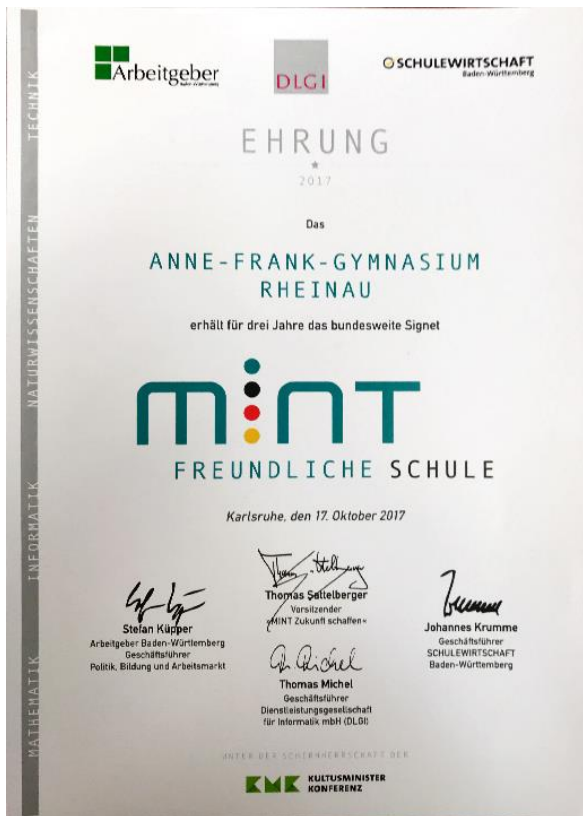 Arbeitgeber
Baden-Württemberg
DLGI
SCHULEWIRTSCHAFT
Baden-Württemberg
EHRUNG
2017
Das
ANNE-FRANK-GYMNASIUM
RHEINAU
erhält für drei Jahre das bundesweite Signet
MINT
FREUNDLICHE SCHULE
Karlsruhe, den 17. Oktober 2017
Thomas Sattelberger
Vorsitzender
»MINT Zukunft schaffen«
Stefan Küpper
Arbeitgeber Baden-Württemberg
Geschäftsführer
Politik, Bildung und Arbeitsmarkt
Johannes Krumme
Geschäftsführer
SCHULEWIRTSCHAFT
Baden-Württemberg
Thomas Michel
Geschäftsführer
Dienstleistungsgesellschaft
für Informatik mbH (DLGI)
UNTER DER SCHIRMHERRSCHAFT DER
KMK KULTUSMINISTER
KONFERENZ
MATHEMATIK INFORMATIK NATURWISSENSCHAFTEN TECHNIK